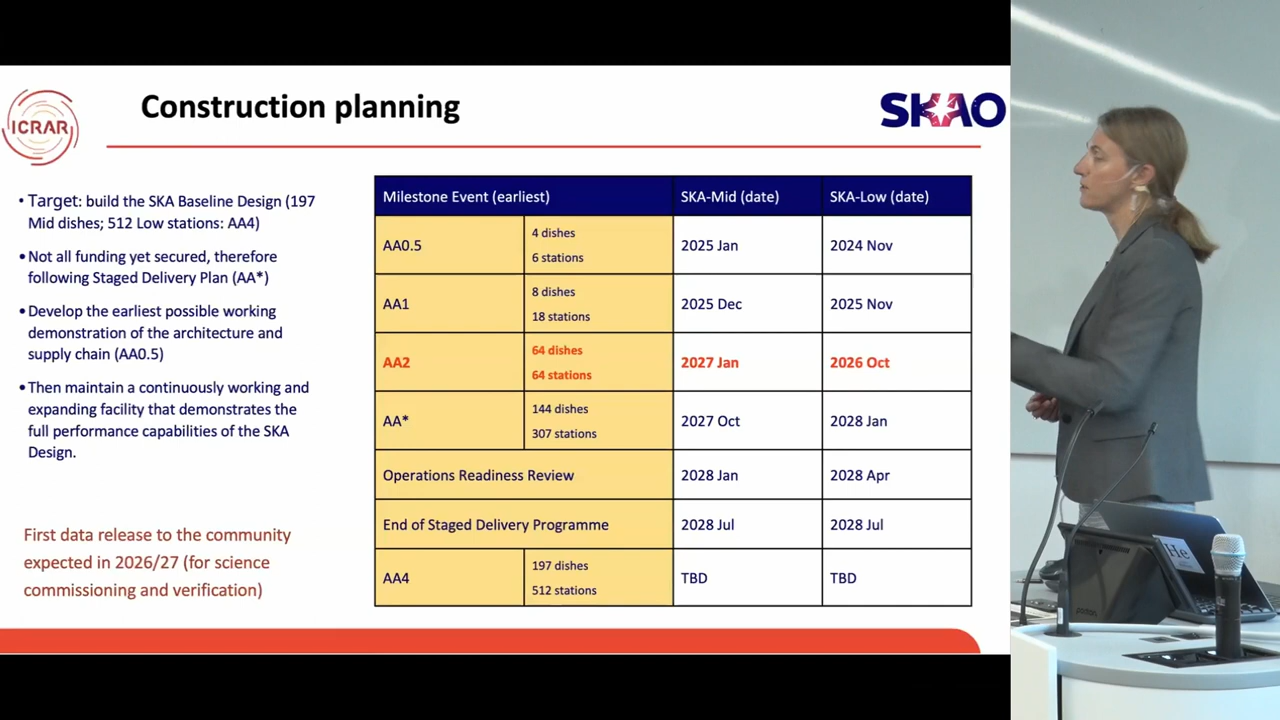 Construction planning
ICRAR
SKAO
• Target: build the SKA Baseline Design (197
Mid dishes; 512 Low stations: AA4)
• Not all funding yet secured, therefore
following Staged Delivery Plan (AA*)
• Develop the earliest possible working
demonstration of the architecture and
supply chain (AA0.5)
• Then maintain a continuously working and
expanding facility that demonstrates the
full performance capabilities of the SKA
Design.
First data release to the community
expected in 2026/27 (for science
commissioning and verification)
Milestone Event (earliest) SKA-Mid (date) SKA-Low (date)
AA0.5 4 dishes 2025 Jan 2024 Nov
6 stations
AA1 8 dishes 2025 Dec 2025 Nov
18 stations
AA2 64 dishes 2027 Jan 2026 Oct
64 stations
AA* 144 dishes 2027 Oct 2028 Jan
307 stations
Operations Readiness Review 2028 Jan 2028 Apr
End of Staged Delivery Programme 2028 Jul 2028 Jul
AA4 197 dishes TBD TBD
512 stations
He